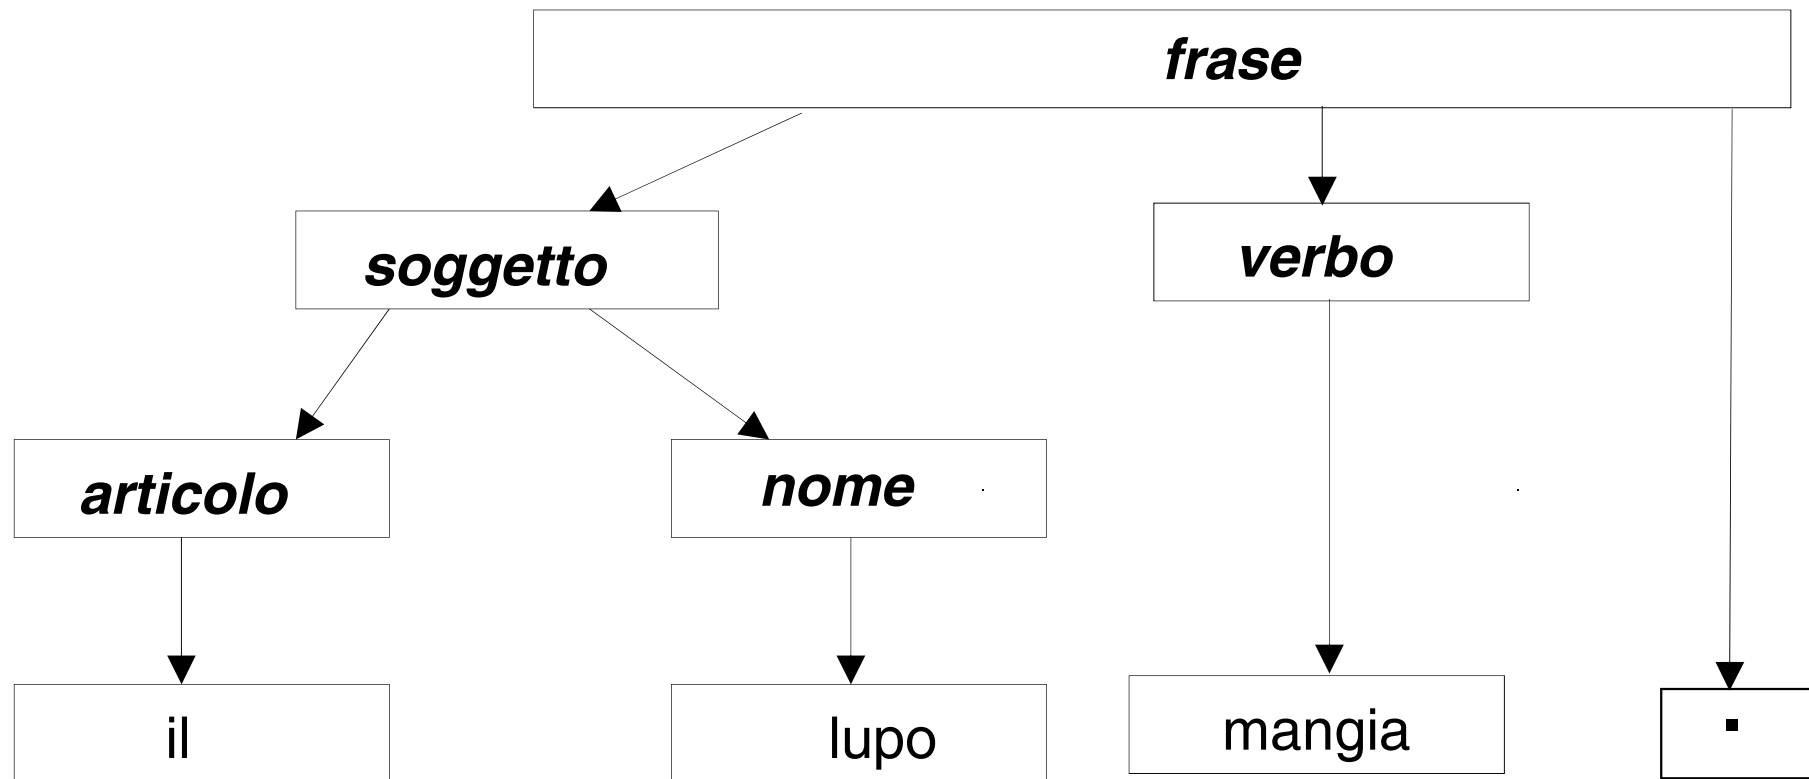 frase
soggetto
verbo
articolo
nome
il
lupo
mangia
.